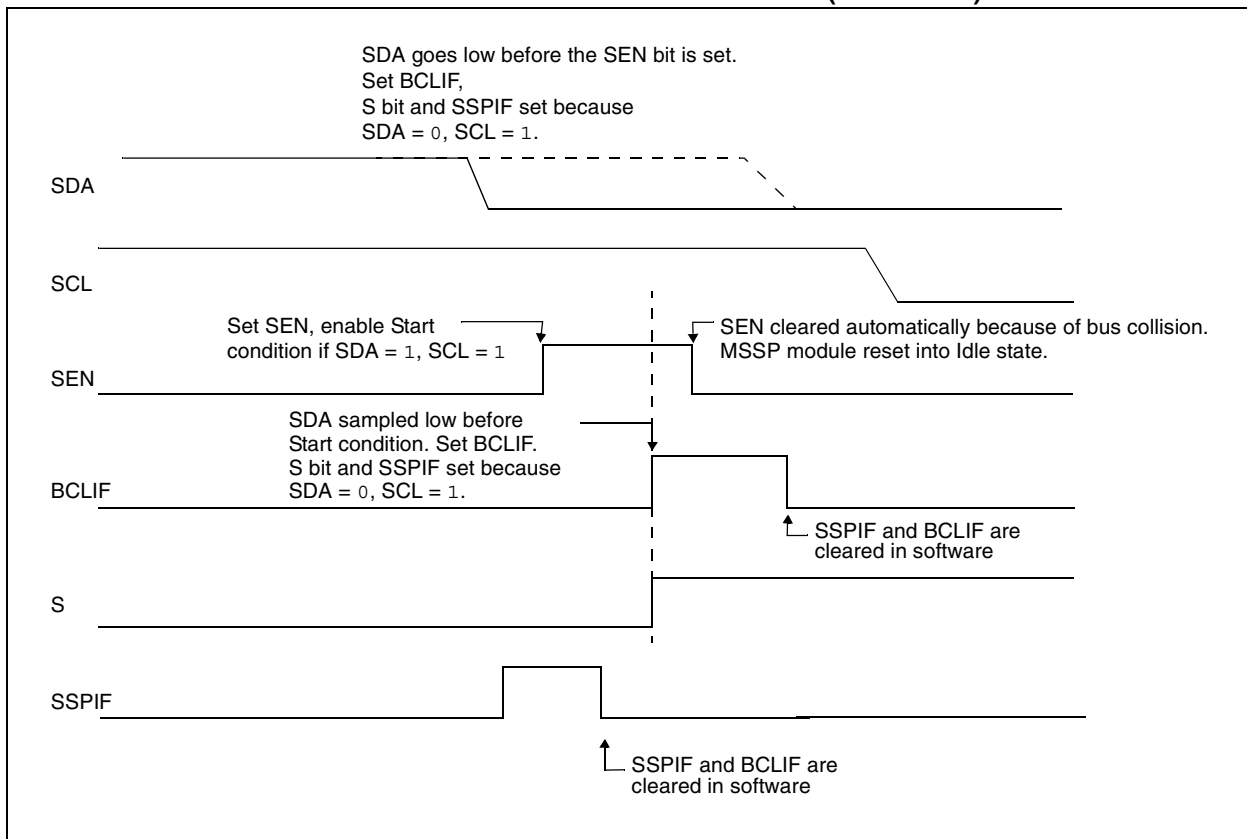 SDA goes low before the SEN bit is set.
Set BCLIF,
S bit and SSPIF set because
SDA = 0, SCL = 1.
SDA
SCL
Set SEN, enable Start
condition if SDA = 1, SCL = 1
SEN cleared automatically because of bus collision.
MSSP module reset into Idle state.
SEN
SDA sampled low before
Start condition. Set BCLIF.
S bit and SSPIF set because
SDA = 0, SCL = 1.
BCLIF
SSPIF and BCLIF are
cleared in software
S
SSPIF
SSPIF and BCLIF are
cleared in software